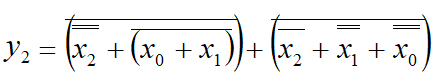 $y_2 = \overline{\left(\overline{\overline{x_2}} + \overline{(x_0 + x_1)}\right)} + \overline{\left(\overline{x_2} + \overline{\overline{x_1}} + \overline{\overline{x_0}}\right)}$